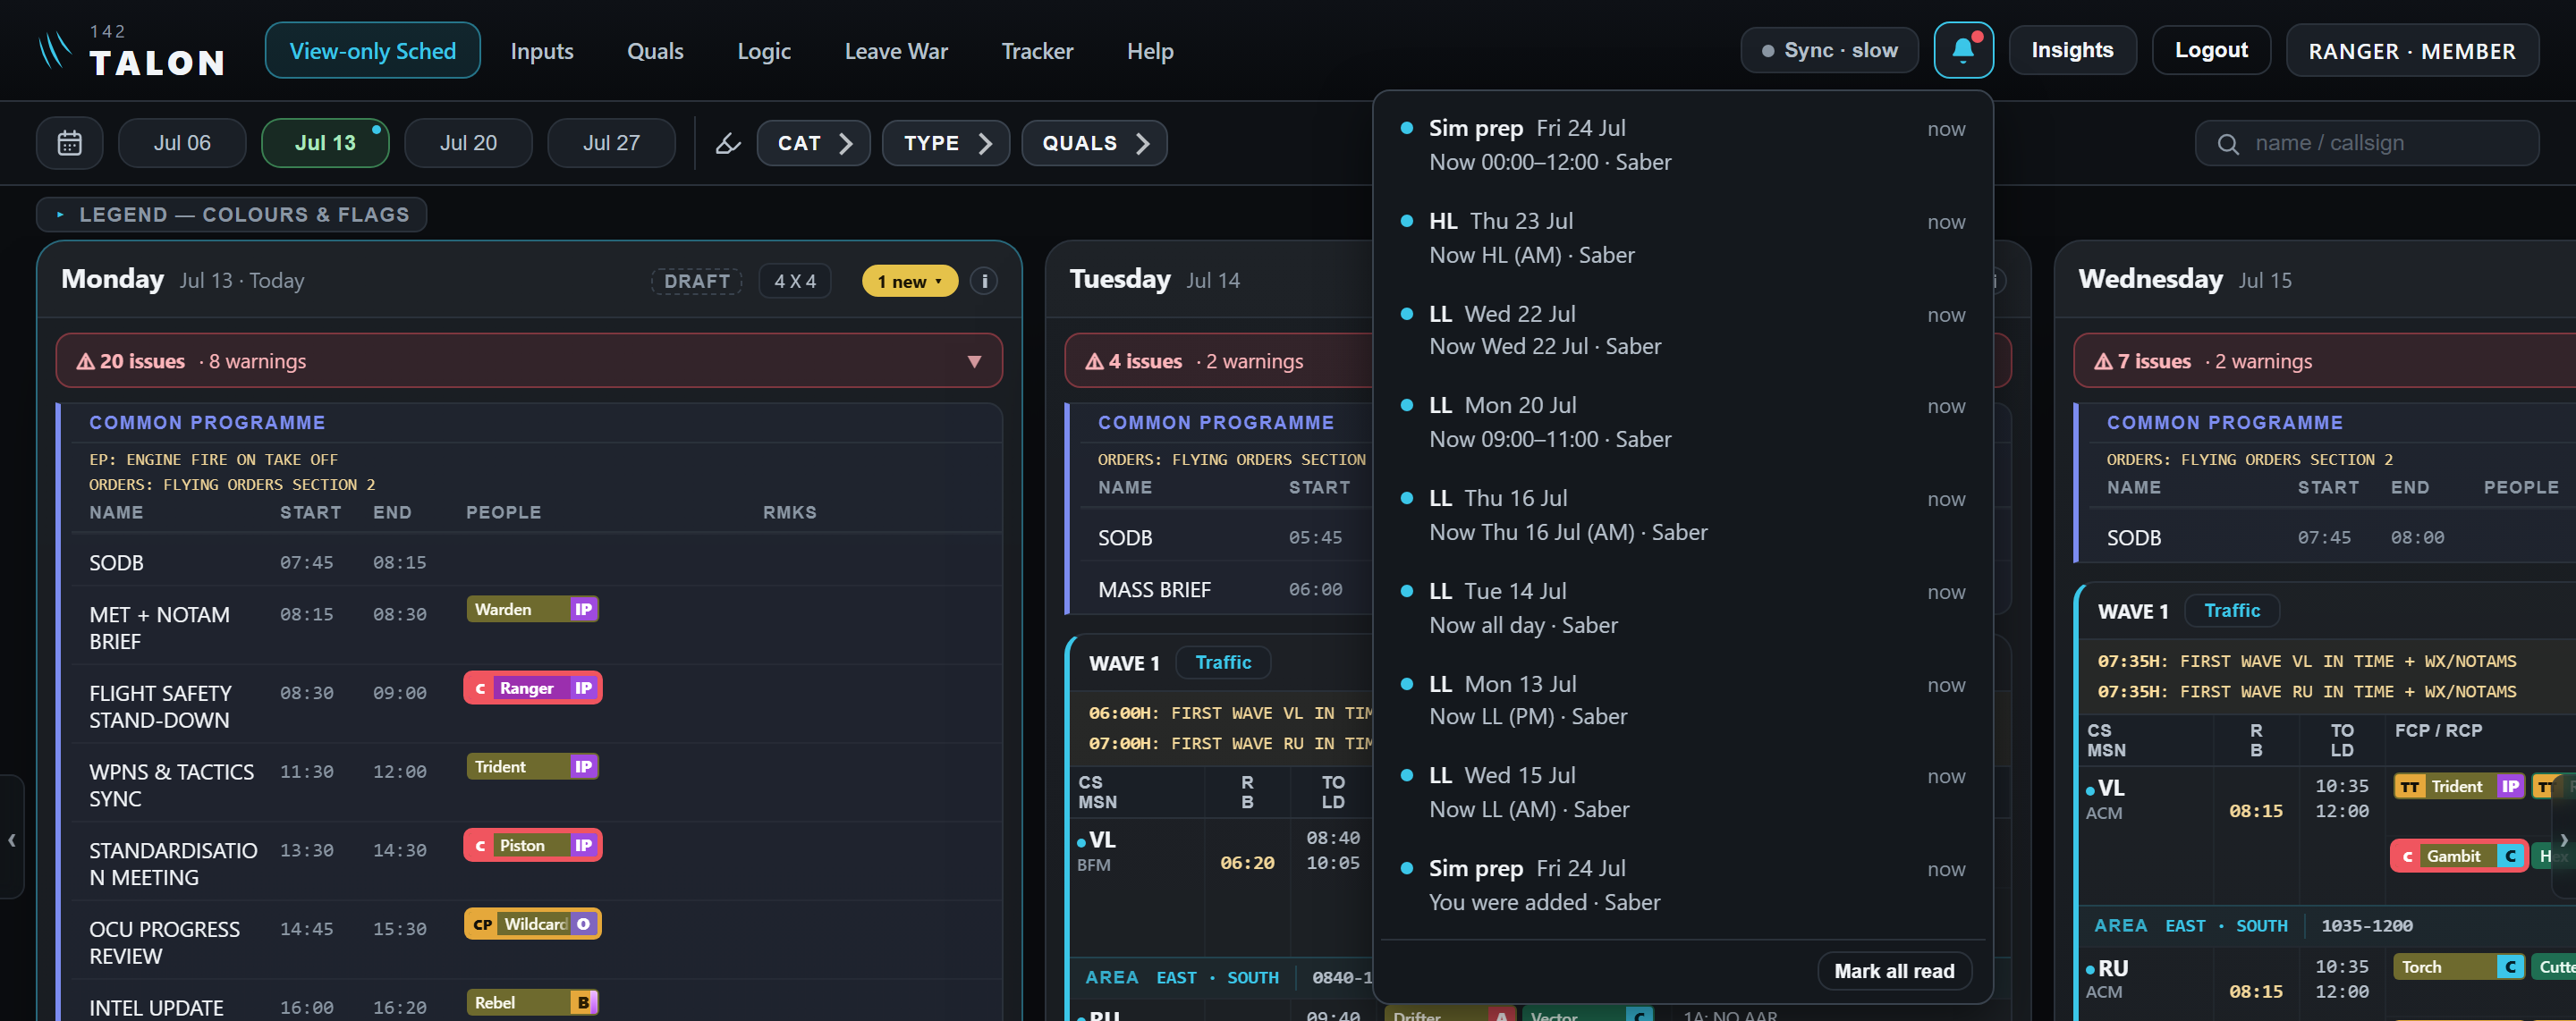 142
TALON
View-only Sched
Inputs
Quals
Logic
Leave War
Tracker
Help
Sync · slow
Insights
Logout
RANGER · MEMBER
Jul 06
Jul 13
Jul 20
Jul 27
CAT
TYPE
QUALS
name / callsign
LEGEND — COLOURS & FLAGS
Monday Jul 13 · Today
DRAFT
4 X 4
1 new
i
20 issues · 8 warnings
COMMON PROGRAMME
EP: ENGINE FIRE ON TAKE OFF
ORDERS: FLYING ORDERS SECTION 2
NAME START END PEOPLE RMKS
SODB 07:45 08:15
MET + NOTAM BRIEF 08:15 08:30 Warden IP
FLIGHT SAFETY STAND-DOWN 08:30 09:00 C Ranger IP
WPNS & TACTICS SYNC 11:30 12:00 Trident IP
STANDARDISATIO
N MEETING 13:30 14:30 C Piston IP
OCU PROGRESS REVIEW 14:45 15:30 CP Wildcard O
INTEL UPDATE 16:00 16:20 Rebel B
Tuesday Jul 14
4 issues · 2 warnings
COMMON PROGRAMME
ORDERS: FLYING ORDERS SECTION
NAME START
SODB 05:45
MASS BRIEF 06:00
WAVE 1 Traffic
06:00H: FIRST WAVE VL IN TIM
07:00H: FIRST WAVE RU IN TIM
CS MSN
R B
TO LD
VL BFM 06:20 08:40 10:05
AREA EAST · SOUTH 0840-1
RU 09:40 Drifter A Vector C 1A: NO AAR
Sim prep Fri 24 Jul now
Now 00:00–12:00 · Saber
HL Thu 23 Jul now
Now HL (AM) · Saber
LL Wed 22 Jul now
Now Wed 22 Jul · Saber
LL Mon 20 Jul now
Now 09:00–11:00 · Saber
LL Thu 16 Jul now
Now Thu 16 Jul (AM) · Saber
LL Tue 14 Jul now
Now all day · Saber
LL Mon 13 Jul now
Now LL (PM) · Saber
LL Wed 15 Jul now
Now LL (AM) · Saber
Sim prep Fri 24 Jul now
You were added · Saber
Mark all read
Wednesday Jul 15
7 issues · 2 warnings
COMMON PROGRAMME
ORDERS: FLYING ORDERS SECTION 2
NAME START END PEOPLE
SODB 07:45 08:00
WAVE 1 Traffic
07:35H: FIRST WAVE VL IN TIME + WX/NOTAMS
07:35H: FIRST WAVE RU IN TIME + WX/NOTAMS
CS MSN
R B
TO LD
FCP / RCP
VL ACM 08:15 10:35 12:00 TT Trident IP
C Gambit C
AREA EAST · SOUTH 1035-1200
RU ACM 08:15 10:35 12:00 Torch C Cutte